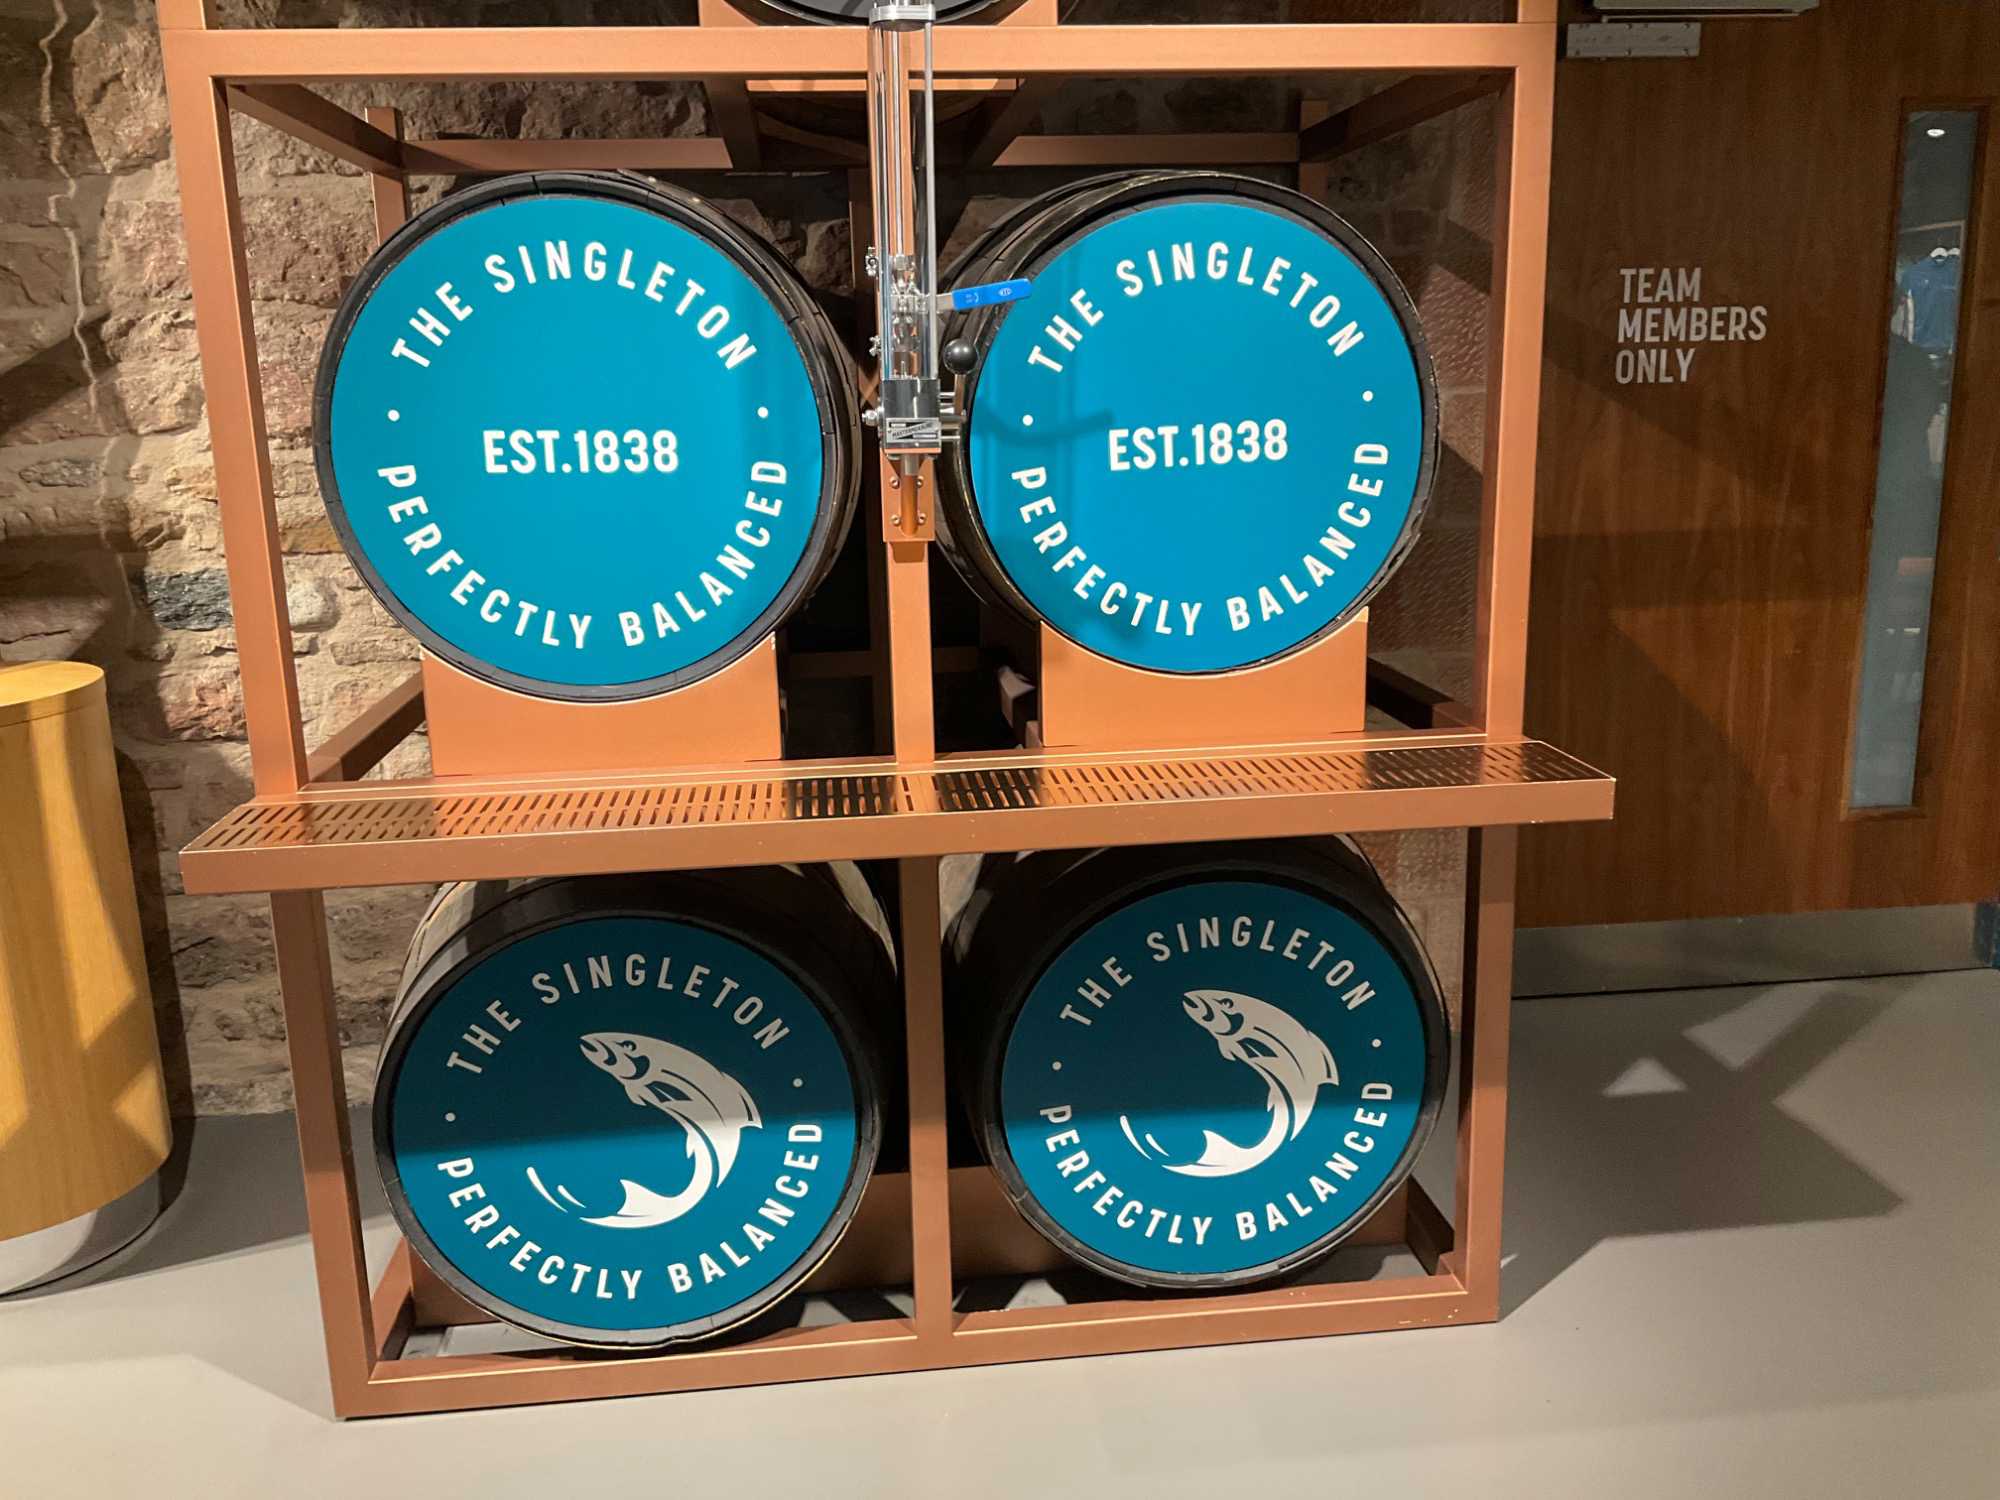 THE SINGLETON
EST.1838
PERFECTLY BALANCED
THE SINGLETON
EST.1838
PERFECTLY BALANCED
TEAM
MEMBERS
ONLY
THE SINGLETON
PERFECTLY BALANCED
THE SINGLETON
PERFECTLY BALANCED